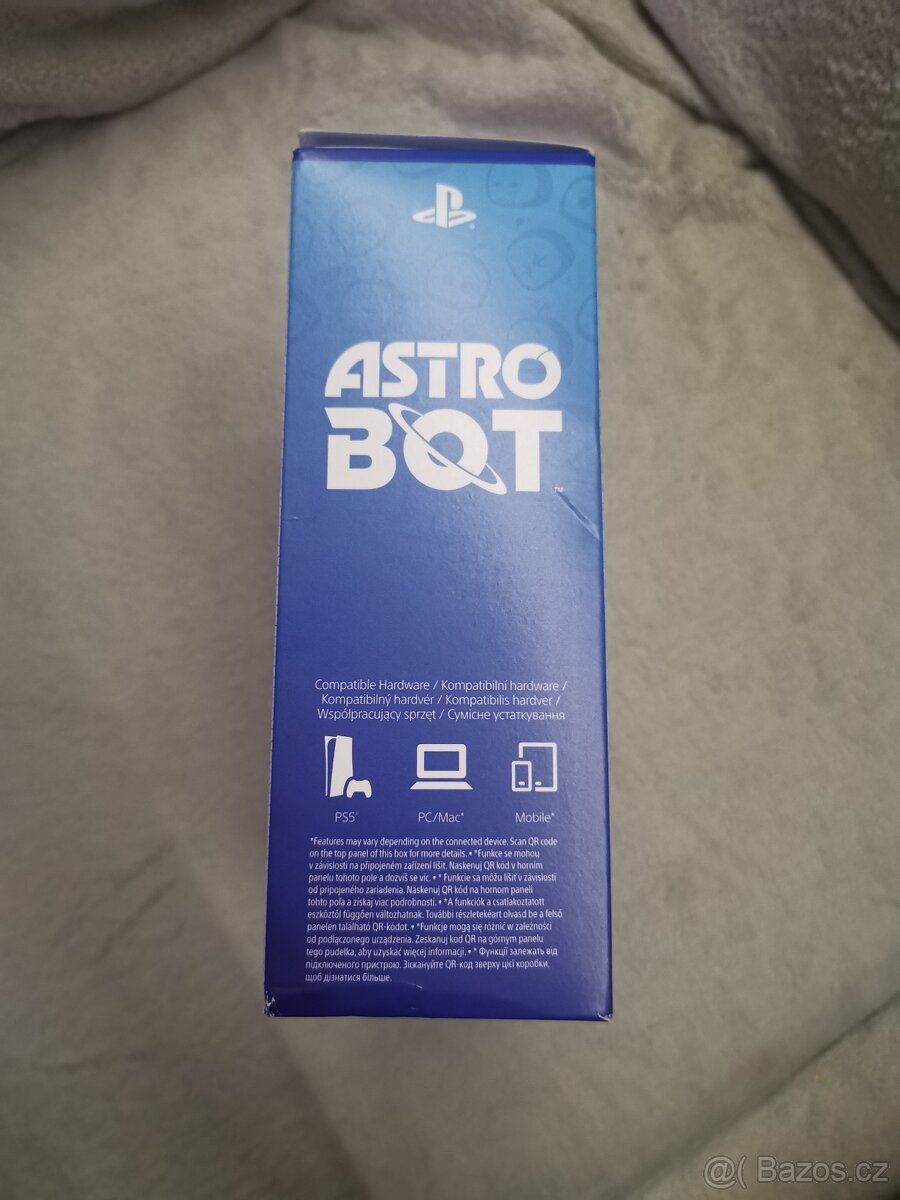 ASTRO
BOT™
Compatible Hardware / Kompatibilní hardware /
Kompatibilný hardvér / Kompatibilis hardver /
Współpracujący sprzęt / Сумісне устаткування
PS5®
PC/Mac*
Mobile*
*Features may vary depending on the connected device. Scan QR code
on the top panel of this box for more details. • *Funkce se mohou
v závislosti na připojeném zařízení lišit. Naskenuj QR kód v horním
panelu tohoto pole a dozvíš se víc. • * Funkcie sa môžu líšiť v závislosti
od pripojeného zariadenia. Naskenuj QR kód na hornom paneli
tohto poľa a získaj viac podrobností. • *A funkciók a csatlakoztatott
eszköztől függően változhatnak. További részletekért olvasd be a felső
panelen található QR-kódot. • *Funkcje mogą się różnić w zależności
od podłączonego urządzenia. Zeskanuj kod QR na górnym panelu
tego pudełka, aby uzyskać więcej informacji. • * Функції залежать від
підключеного пристрою. Зіскануйте QR-код зверху цієї коробки,
щоб дізнатися більше.
@( Bazos.cz